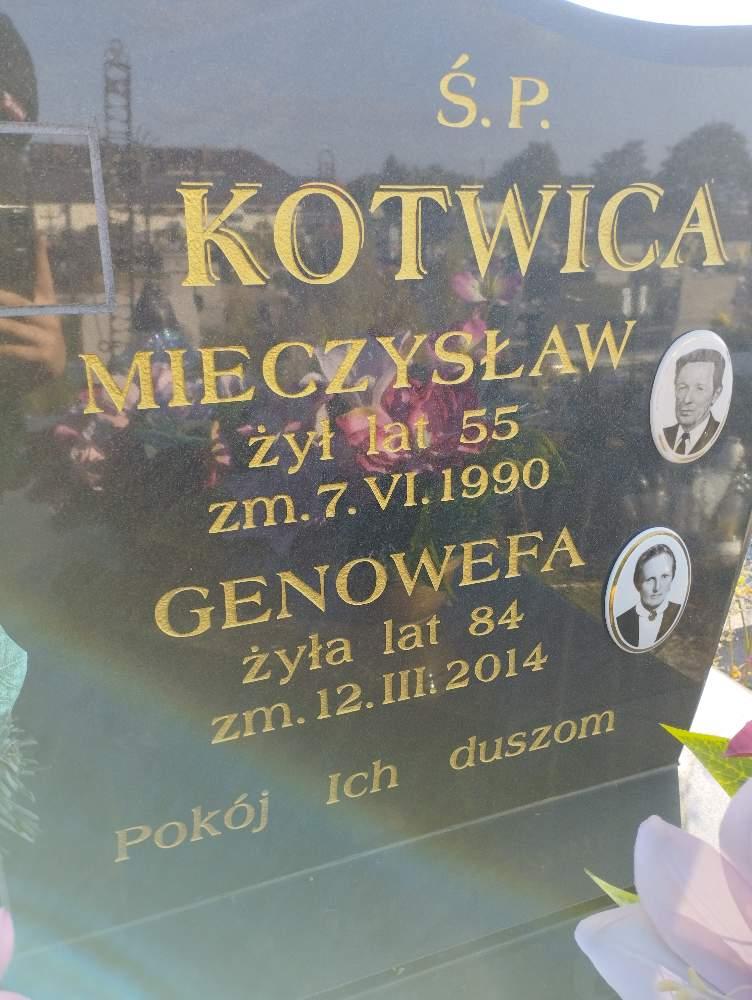 Ś. P.
KOTWICA
MIECZYSŁAW
żył lat 55
zm. 7. VI. 1990
GENOWEFA
żyła lat 84
zm. 12. III. 2014
Pokój Ich duszom